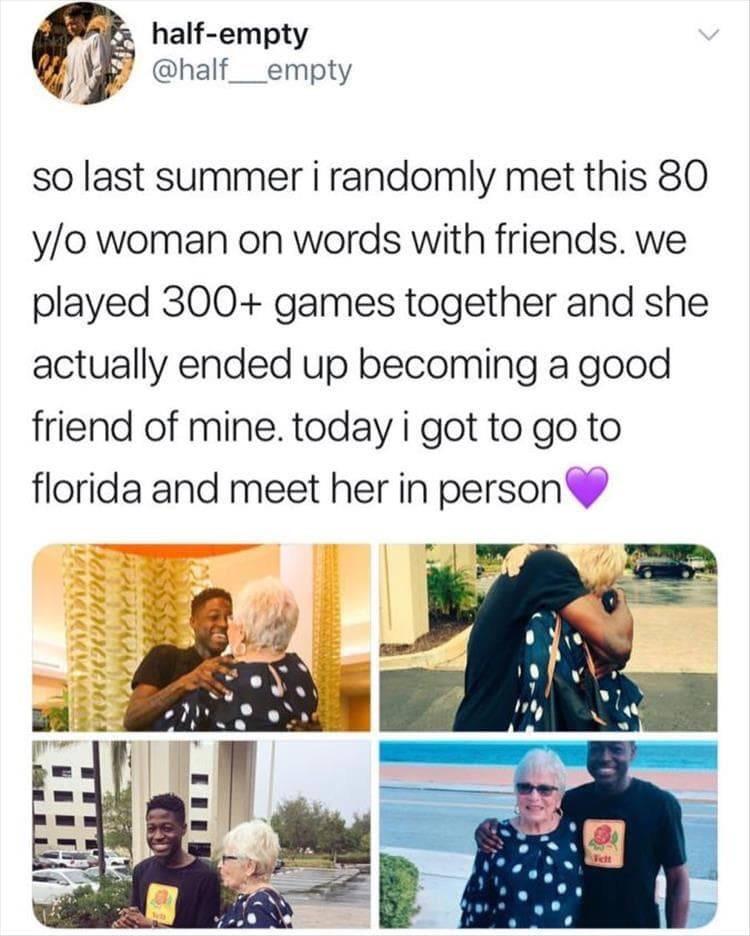 half-empty
@half__empty
so last summer i randomly met this 80
y/o woman on words with friends. we
played 300+ games together and she
actually ended up becoming a good
friend of mine. today i got to go to
florida and meet her in person💜